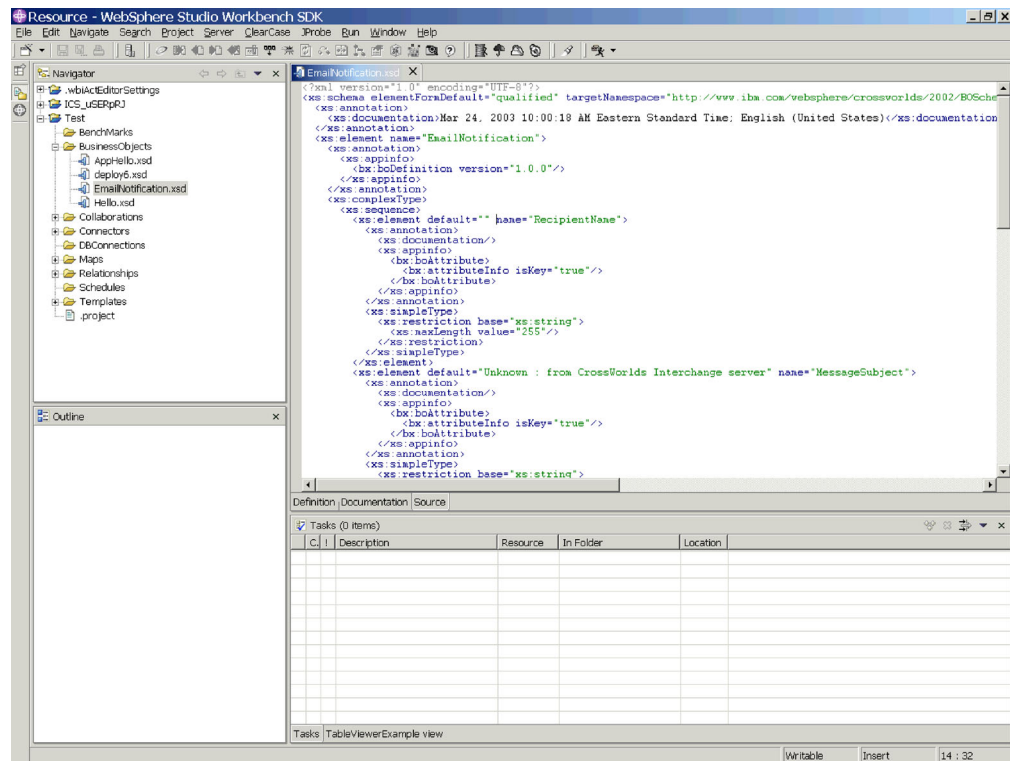 Resource - WebSphere Studio Workbench SDK
File Edit Navigate Search Project Server ClearCase JProbe Run Window Help
Navigator
.wbiActEditorSettings
ICS_uSERpRJ
Test
BenchMarks
BusinessObjects
AppHello.xsd
deploy6.xsd
EmailNotification.xsd
Hello.xsd
Collaborations
Connectors
DBConnections
Maps
Relationships
Schedules
Templates
.project
Outline
EmailNotification.xsd
<?xml version="1.0" encoding="UTF-8"?>
<xs:schema elementFormDefault="qualified" targetNamespace="http://www.ibm.com/websphere/crossworlds/2002/BOSche
<xs:annotation>
<xs:documentation>Mar 24, 2003 10:00:18 AM Eastern Standard Time; English (United States)</xs:documentation
</xs:annotation>
<xs:element name="EmailNotification">
<xs:annotation>
<xs:appinfo>
<bx:boDefinition version="1.0.0"/>
</xs:appinfo>
</xs:annotation>
<xs:complexType>
<xs:sequence>
<xs:element default="" name="RecipientName">
<xs:annotation>
<xs:documentation/>
<xs:appinfo>
<bx:boAttribute>
<bx:attributeInfo isKey="true"/>
</bx:boAttribute>
</xs:appinfo>
</xs:annotation>
<xs:simpleType>
<xs:restriction base="xs:string">
<xs:maxLength value="255"/>
</xs:restriction>
</xs:simpleType>
</xs:element>
<xs:element default="Unknown : from CrossWorlds Interchange server" name="MessageSubject">
<xs:annotation>
<xs:documentation/>
<xs:appinfo>
<bx:boAttribute>
<bx:attributeInfo isKey="true"/>
</bx:boAttribute>
</xs:appinfo>
</xs:annotation>
<xs:simpleType>
<xs:restriction base="xs:string">
Definition Documentation Source
Tasks (0 items)
C. ! Description Resource In Folder Location
Tasks TableViewerExample view
Writable Insert 14 : 32